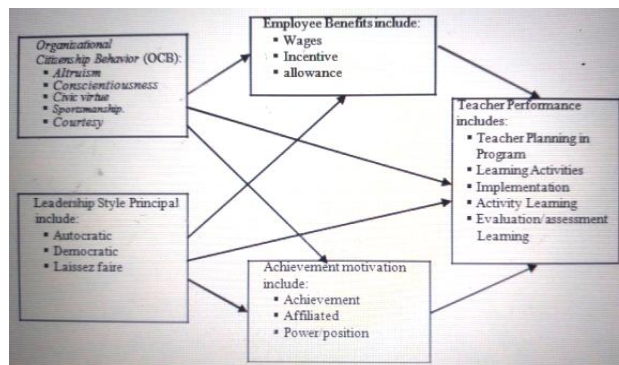 Organizational
Citizenship Behavior (OCB):
▪ Altruism
▪ Conscientiousness
▪ Civic virtue
▪ Sportsmanship.
▪ Courtesy
Employee Benefits include:
▪ Wages
▪ Incentive
▪ allowance
Leadership Style Principal
include:
▪ Autocratic
▪ Democratic
▪ Laissez faire
Achievement motivation
include:
▪ Achievement
▪ Affiliated
▪ Power/position
Teacher Performance
includes:
▪ Teacher Planning in
Program
▪ Learning Activities
▪ Implementation
▪ Activity Learning
▪ Evaluation/assessment
Learning